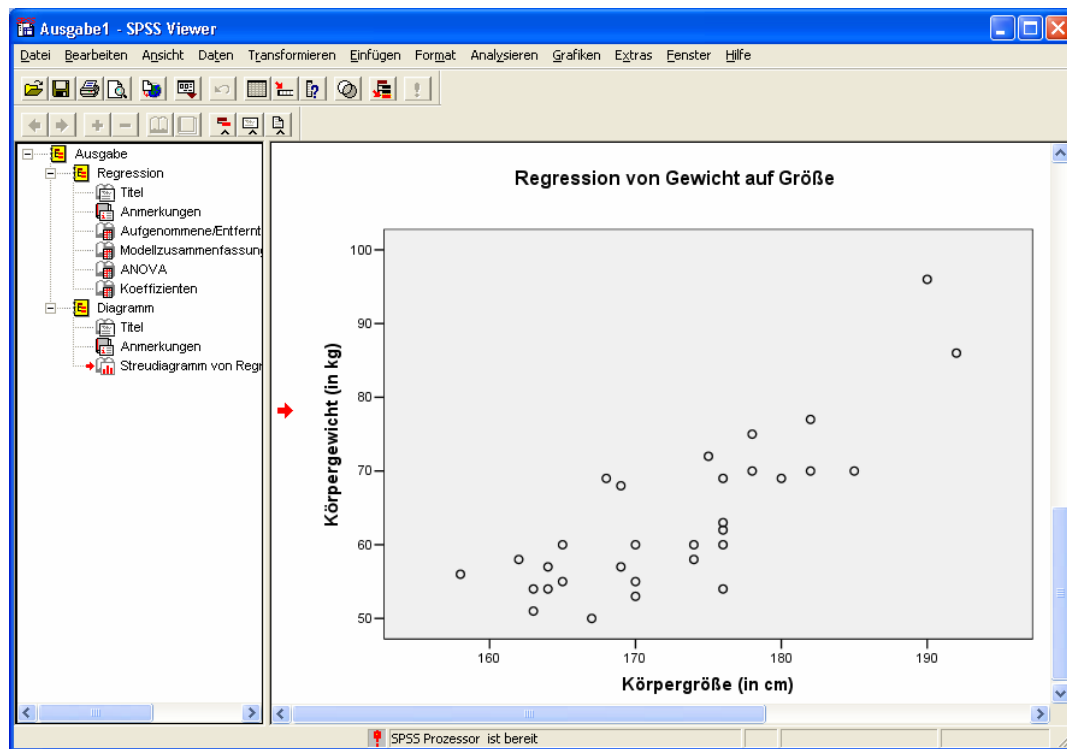 Ausgabe1 - SPSS Viewer
Datei Bearbeiten Ansicht Daten Transformieren Einfügen Format Analysieren Grafiken Extras Fenster Hilfe
Ausgabe
Regression
Titel
Anmerkungen
Aufgenommene/Entfernt
Modellzusammenfassung
ANOVA
Koeffizienten
Diagramm
Titel
Anmerkungen
Streudiagramm von Regr
Regression von Gewicht auf Größe
Körpergewicht (in kg)
100
90
80
70
60
50
160 170 180 190
Körpergröße (in cm)
SPSS Prozessor ist bereit